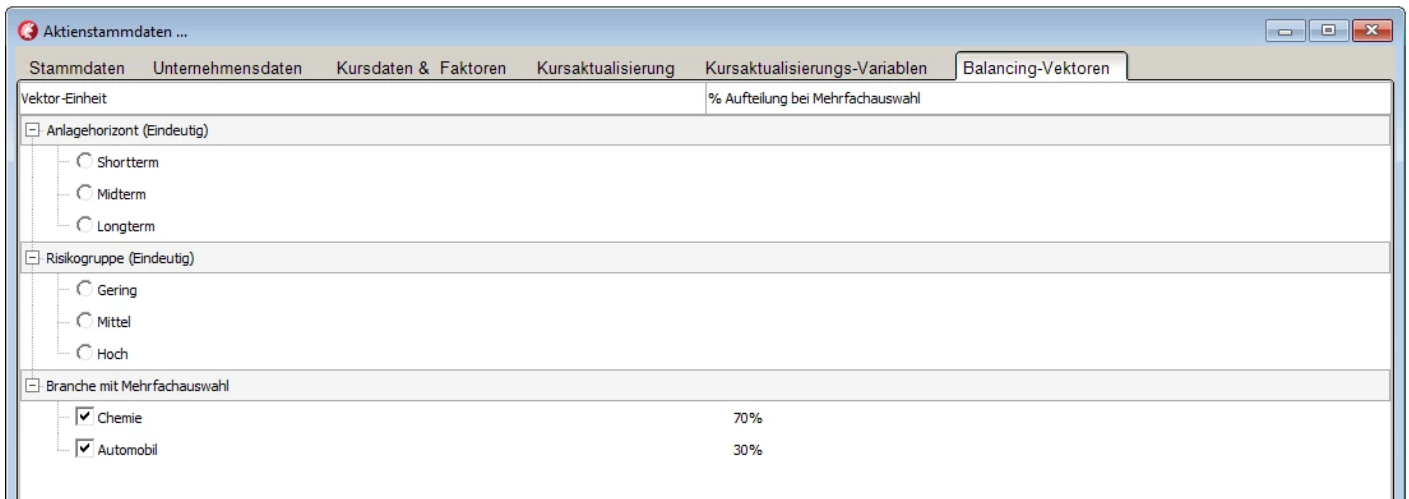 Aktienstammdaten ...
Stammdaten Unternehmensdaten Kursdaten & Faktoren Kursaktualisierung Kursaktualisierungs-Variablen Balancing-Vektoren
Vektor-Einheit % Aufteilung bei Mehrfachauswahl
Anlagehorizont (Eindeutig)
Shortterm
Midterm
Longterm
Risikogruppe (Eindeutig)
Gering
Mittel
Hoch
Branche mit Mehrfachauswahl
Chemie 70%
Automobil 30%